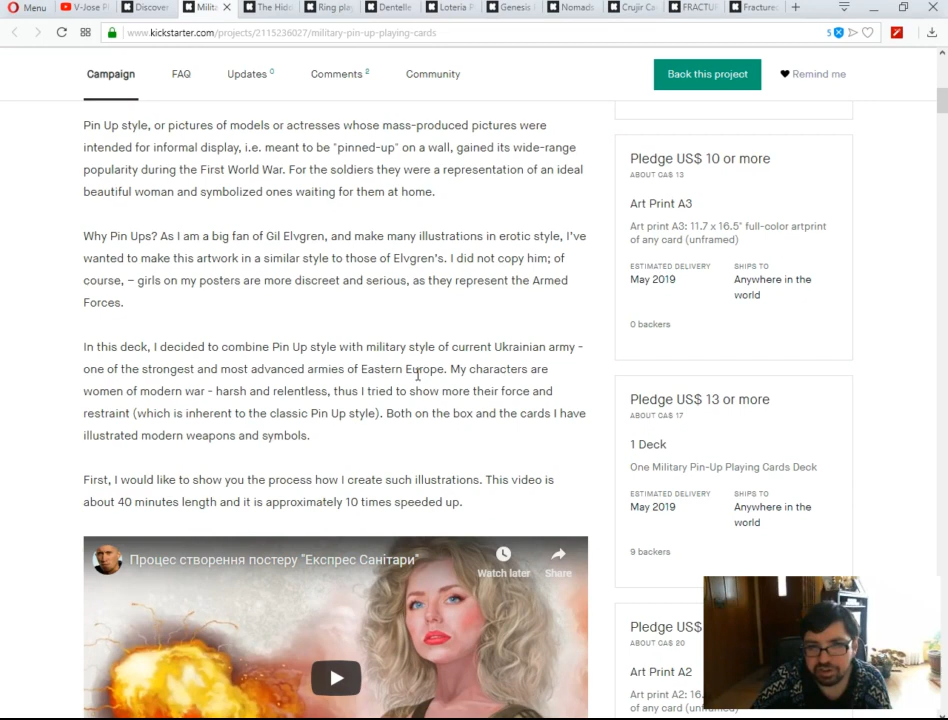 Menu
V-Jose P
Discover
Milita
The Hidd
Ring play
Dentelle
Loteria P
Genesis
Nomads
Crujir Ca
FRACTU
Fractures
www.kickstarter.com/projects/2115236027/military-pin-up-playing-cards
5
Campaign
FAQ
Updates 0
Comments 2
Community
Back this project
Remind me
Pin Up style, or pictures of models or actresses whose mass-produced pictures were
intended for informal display, i.e. meant to be "pinned-up" on a wall, gained its wide-range
popularity during the First World War. For the soldiers they were a representation of an ideal
beautiful woman and symbolized ones waiting for them at home.
Why Pin Ups? As I am a big fan of Gil Elvgren, and make many illustrations in erotic style, I've
wanted to make this artwork in a similar style to those of Elvgren's. I did not copy him; of
course, – girls on my posters are more discreet and serious, as they represent the Armed
Forces.
In this deck, I decided to combine Pin Up style with military style of current Ukrainian army -
one of the strongest and most advanced armies of Eastern Europe. My characters are
women of modern war - harsh and relentless, thus I tried to show more their force and
restraint (which is inherent to the classic Pin Up style). Both on the box and the cards I have
illustrated modern weapons and symbols.
First, I would like to show you the process how I create such illustrations. This video is
about 40 minutes length and it is approximately 10 times speeded up.
Процес створення постеру "Експрес Санітари"
Watch later
Share
Pledge US$ 10 or more
ABOUT CA$ 13
Art Print A3
Art print A3: 11.7 x 16.5" full-color artprint
of any card (unframed)
ESTIMATED DELIVERY
May 2019
SHIPS TO
Anywhere in the
world
0 backers
Pledge US$ 13 or more
ABOUT CA$ 17
1 Deck
One Military Pin-Up Playing Cards Deck
ESTIMATED DELIVERY
May 2019
SHIPS TO
Anywhere in the
world
9 backers
Pledge US$
ABOUT CA$ 20
Art Print A2
Art print A2: 16.
of any card (unf